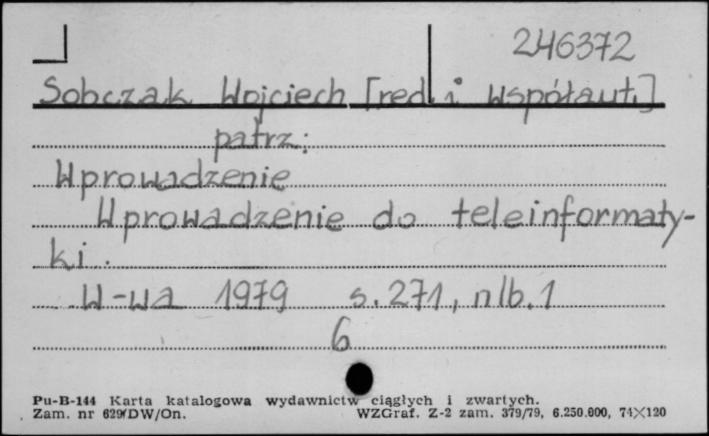 246372
Sobczak Wojciech [red. i współaut.]
patrz:
Wprowadzenie
Wprowadzenie do teleinformaty-
ki.
W-wa 1979 s. 271, nlb. 1
6
Pu-B-144 Karta katalogowa wydawnictw ciągłych i zwartych.
Zam. nr 629/DW/On. WZGraf. Z-2 zam. 379/79, 6.250.000, 74×120